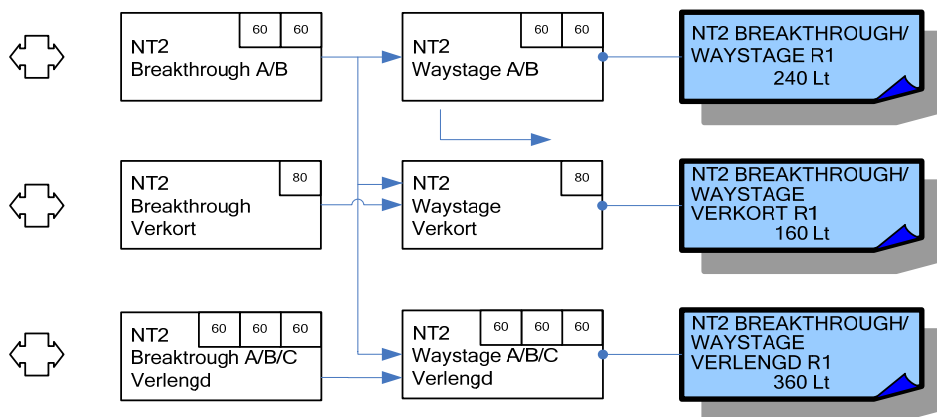 60 60
NT2
Breakthrough A/B
60 60
NT2
Waystage A/B
NT2 BREAKTHROUGH/
WAYSTAGE R1
240 Lt
80
NT2
Breakthrough
Verkort
80
NT2
Waystage
Verkort
NT2 BREAKTHROUGH/
WAYSTAGE
VERKORT R1
160 Lt
60 60 60
NT2
Breaktrough A/B/C
Verlengd
60 60 60
NT2
Waystage A/B/C
Verlengd
NT2 BREAKTHROUGH/
WAYSTAGE
VERLENGD R1
360 Lt